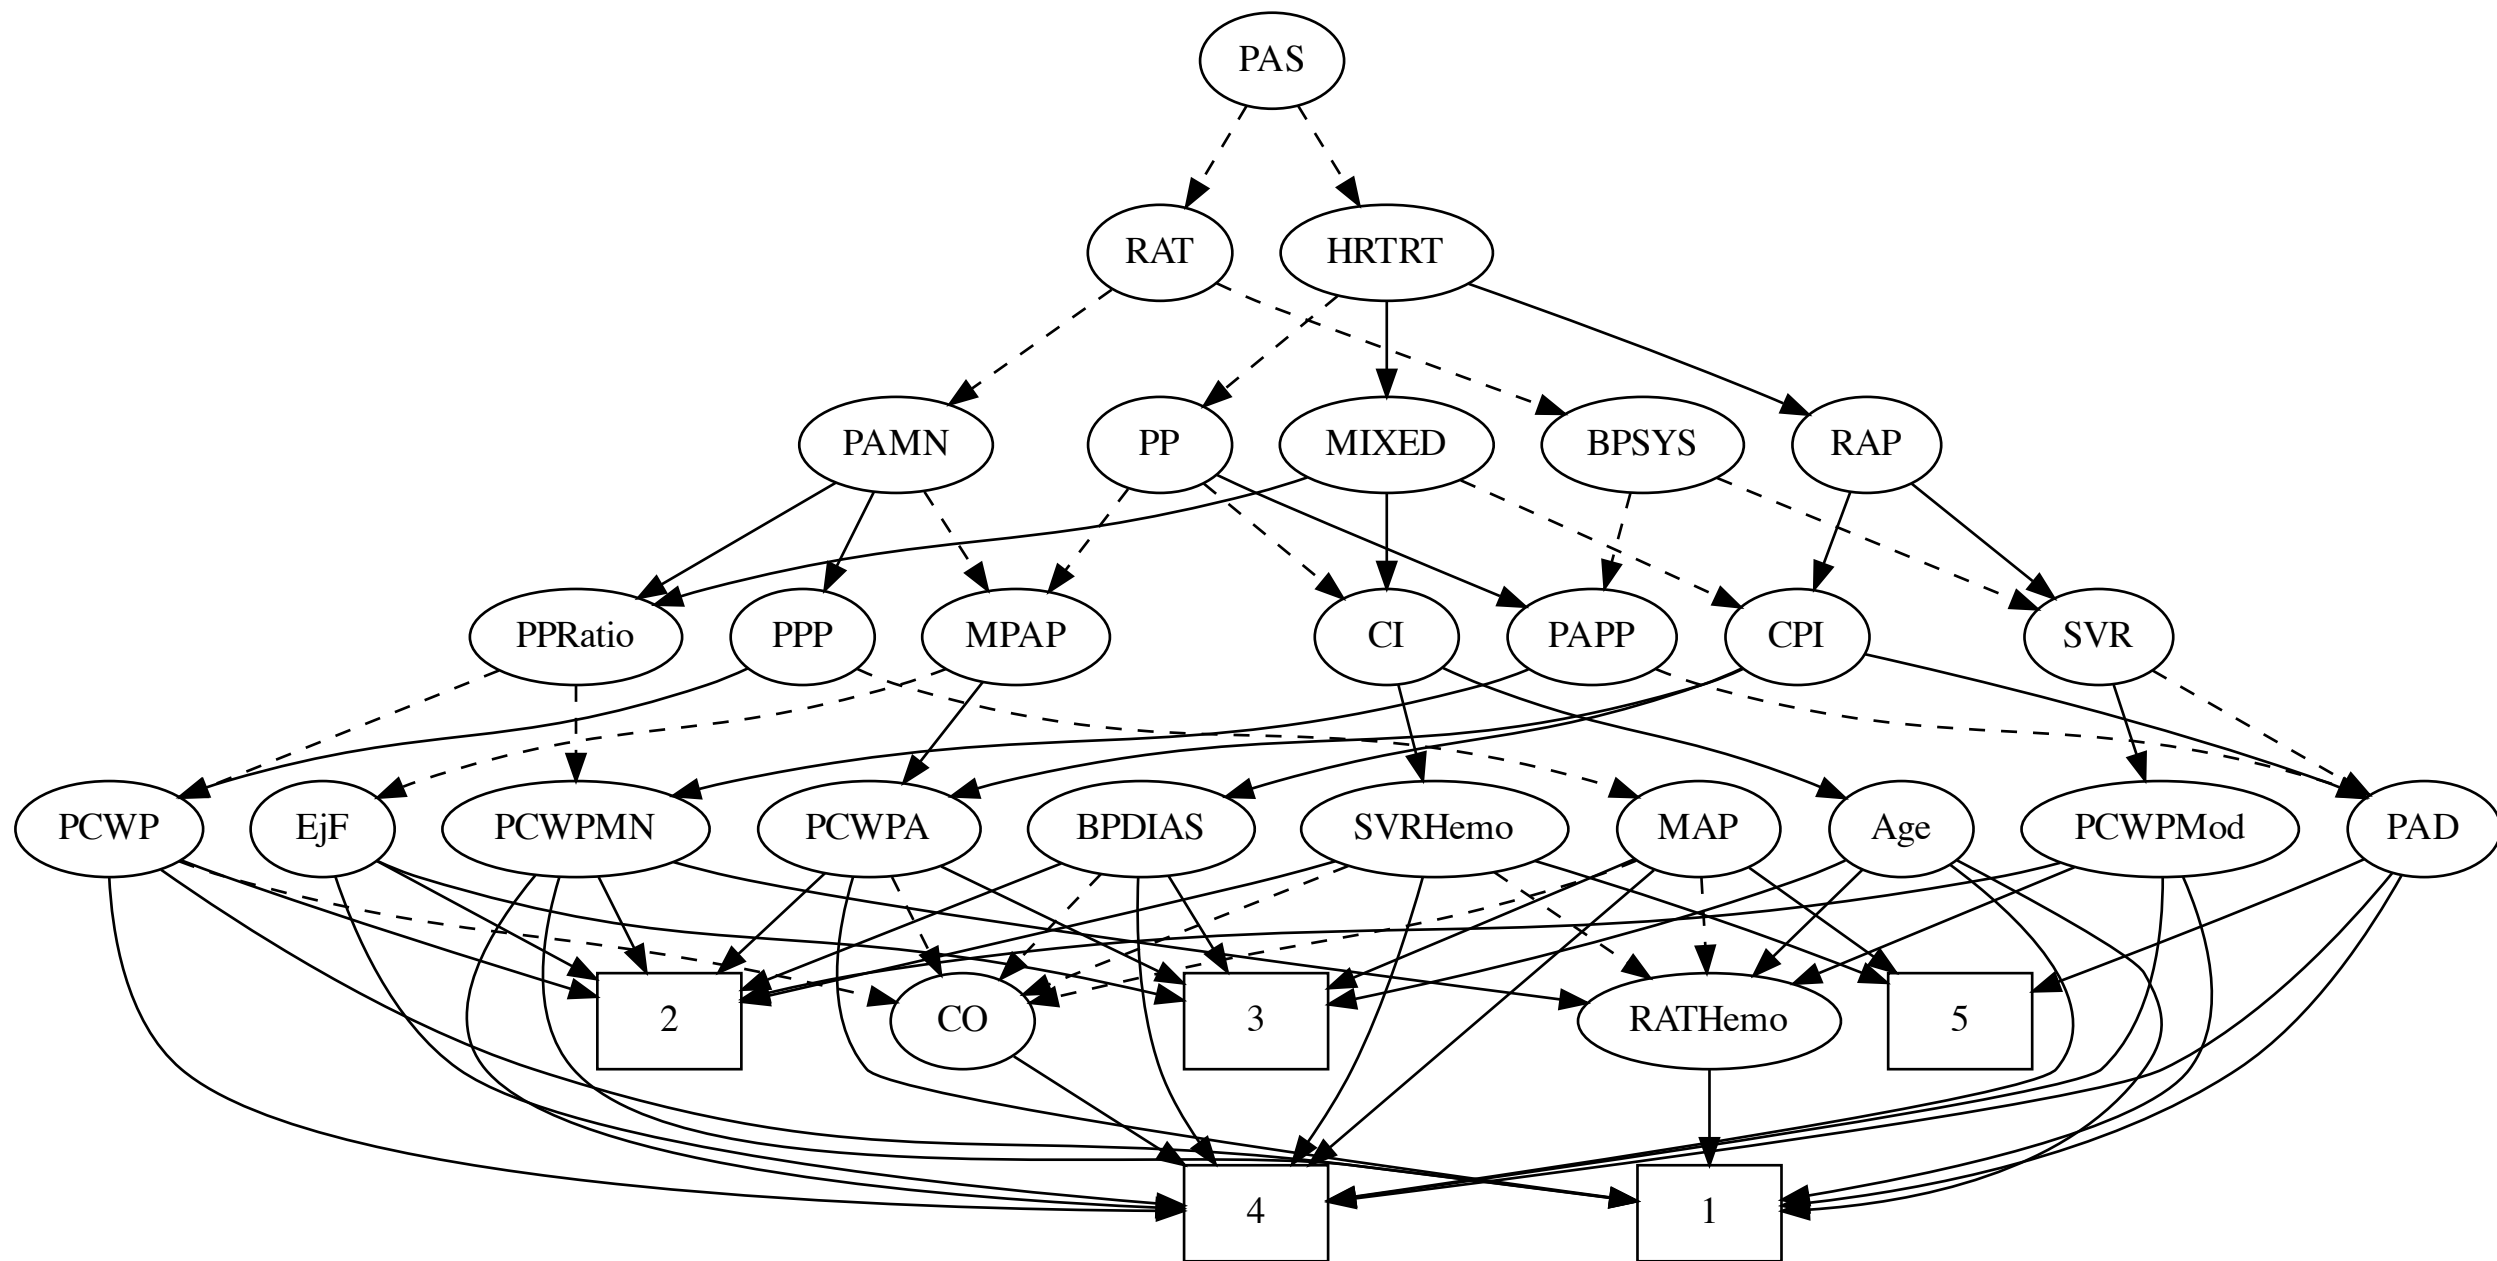 PAS
RAT
HRTRT
PAMN
PP
MIXED
BPSYS
RAP
PPRatio
PPP
MPAP
CI
PAPP
CPI
SVR
PCWP
EjF
PCWPMN
PCWPA
BPDIAS
SVRHemo
MAP
Age
PCWPMod
PAD
2
CO
3
RATHemo
5
4
1